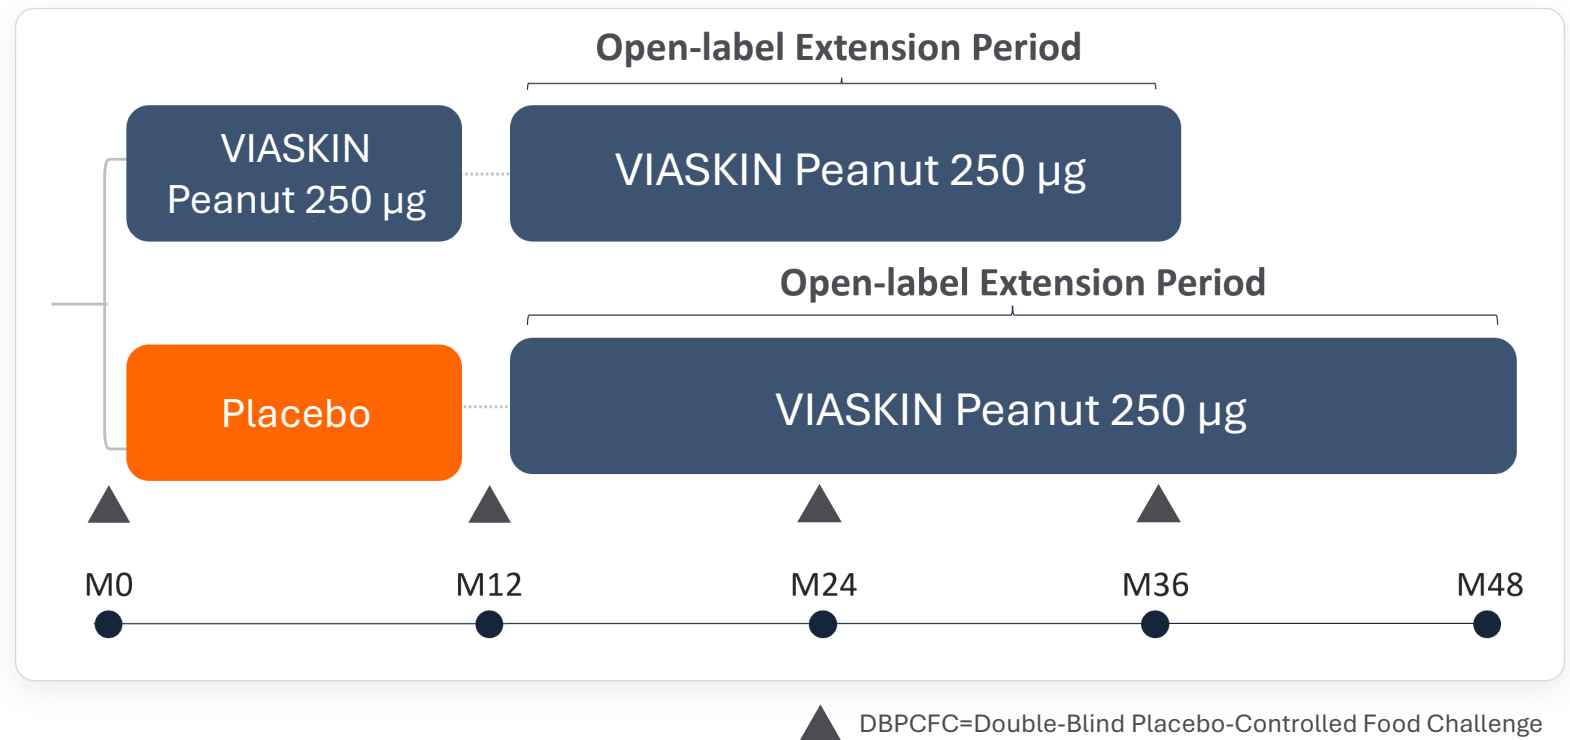 Open-label Extension Period
VIASKIN
Peanut 250 µg
VIASKIN Peanut 250 µg
Open-label Extension Period
Placebo
VIASKIN Peanut 250 µg
M0
M12
M24
M36
M48
DBPCFC=Double-Blind Placebo-Controlled Food Challenge